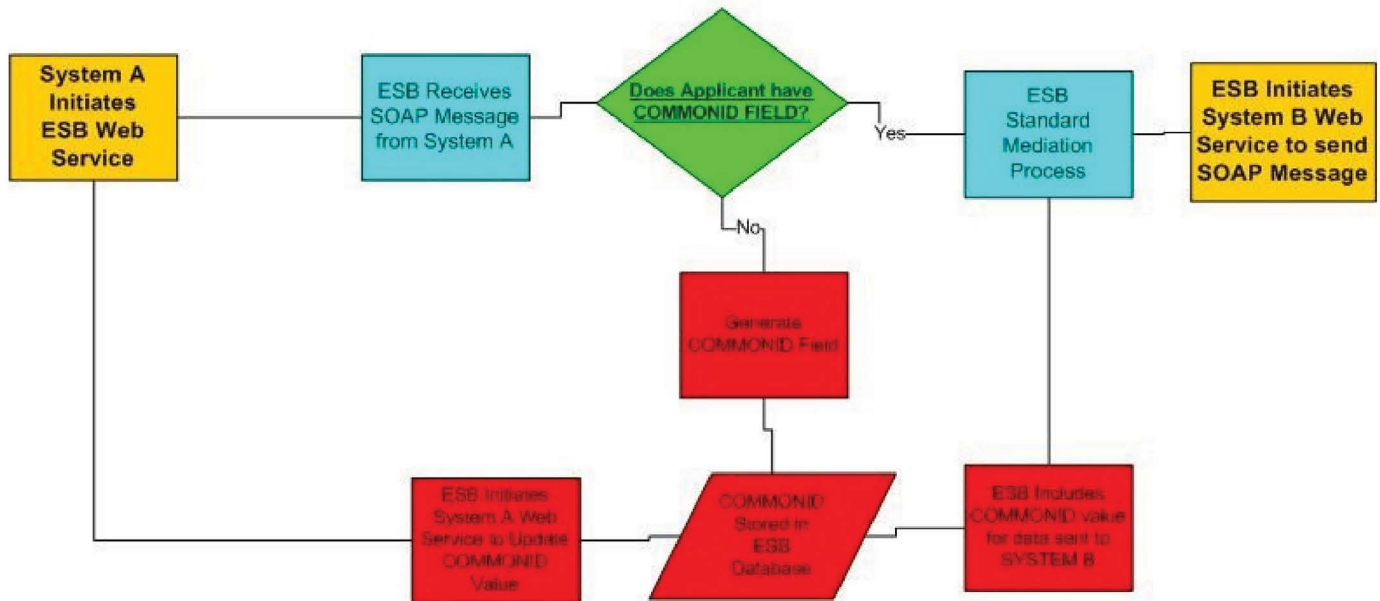 System A
Initiates
ESB Web
Service
ESB Receives
SOAP Message
from System A
Does Applicant have
COMMONID FIELD?
Yes
ESB
Standard
Mediation
Process
ESB Initiates
System B Web
Service to send
SOAP Message
No
Generate
COMMONID Field
ESB Initiates
System A Web
Service to Update
COMMONID
Value
COMMONID
Stored in
ESB
Database
ESB Includes
COMMONID value
for data sent to
SYSTEM B